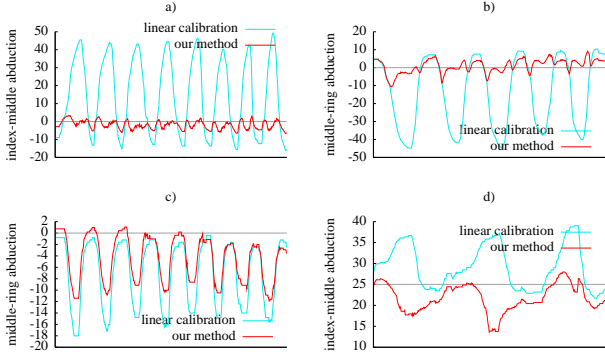 a)
50
40
30
20
10
0
-10
-20
index-middle abduction
linear calibration
our method
b)
40
30
20
10
0
-10
-20
-30
-40
-50
middle-ring abduction
linear calibration
our method
c)
2
0
-2
-4
-6
-8
-10
-12
-14
-16
-18
-20
middle-ring abduction
linear calibration
our method
d)
40
35
30
25
20
15
10
index-middle abduction
linear calibration
our method